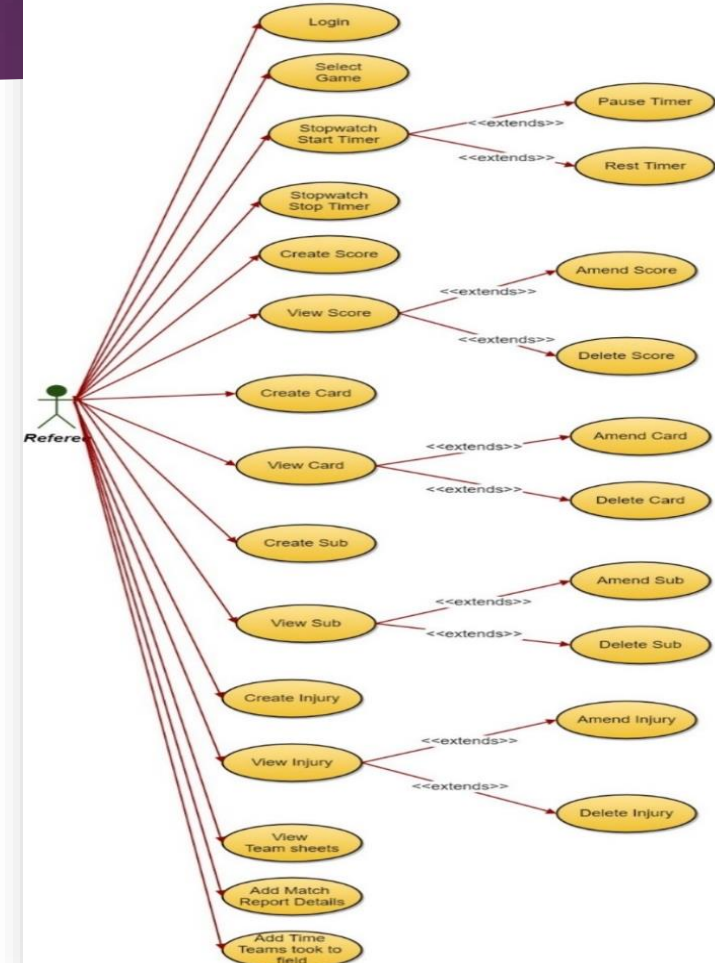 Login
Select
Game
Stopwatch
Start Timer
<<extends>>
Pause Timer
<<extends>>
Rest Timer
Stopwatch
Stop Timer
Create Score
View Score
<<extends>>
Amend Score
<<extends>>
Delete Score
Referee
Create Card
View Card
<<extends>>
Amend Card
<<extends>>
Delete Card
Create Sub
View Sub
<<extends>>
Amend Sub
<<extends>>
Delete Sub
Create Injury
View Injury
<<extends>>
Amend Injury
<<extends>>
Delete Injury
View
Team sheets
Add Match
Report Details
Add Time
Teams took to
field